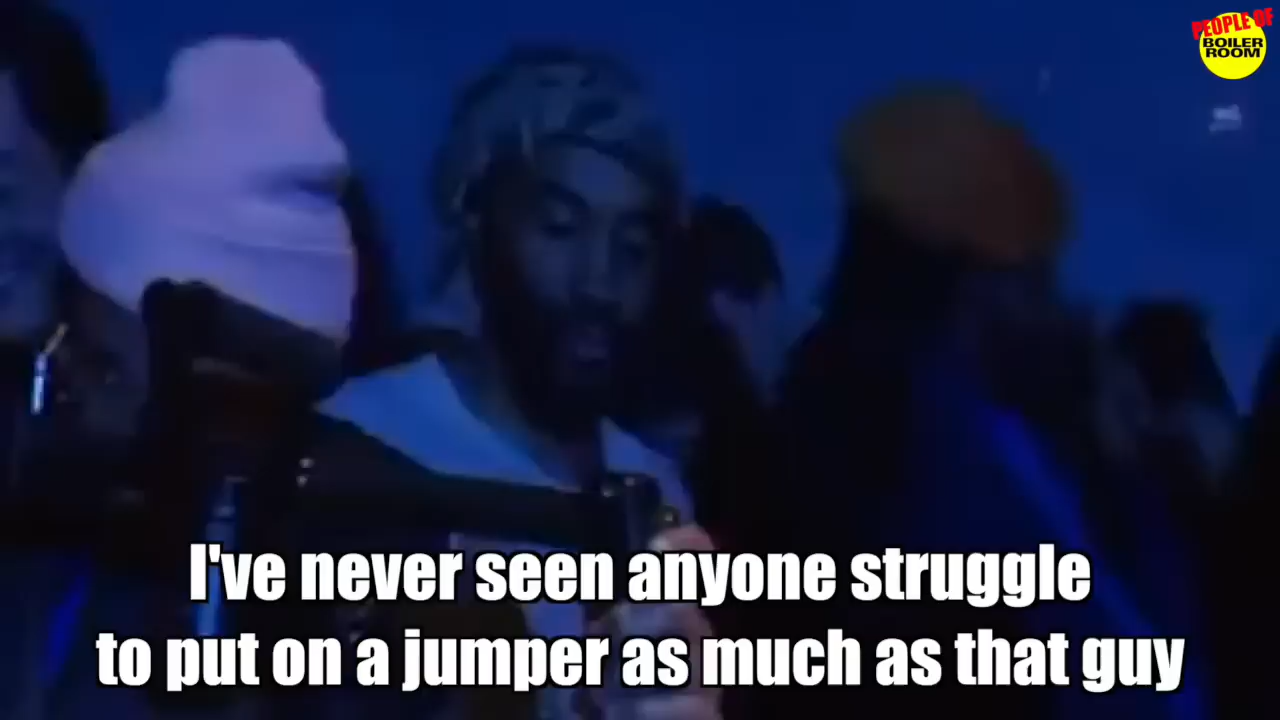 PEOPLE OF
BOILER
ROOM
I've never seen anyone struggle
to put on a jumper as much as that guy